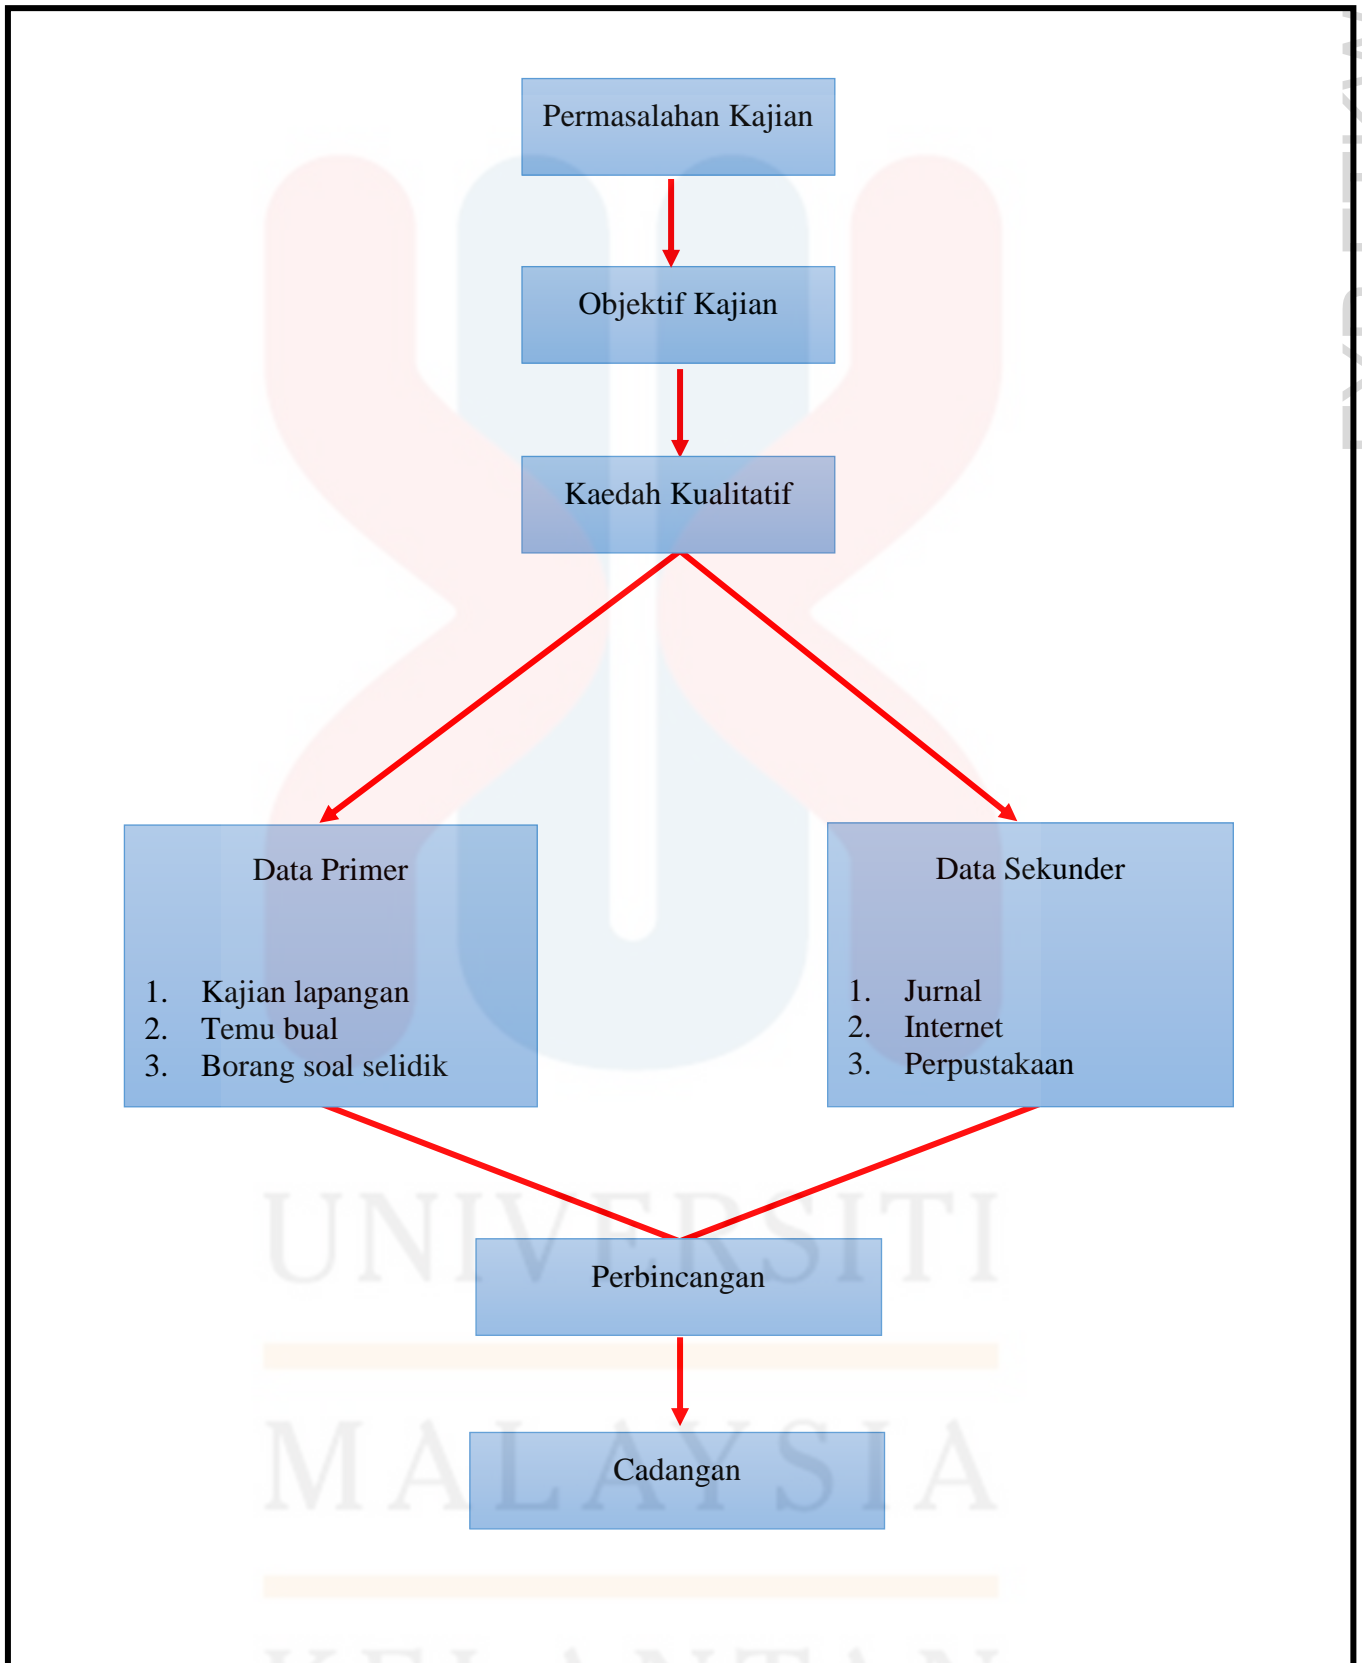 Permasalahan Kajian
Objektif Kajian
Kaedah Kualitatif
Data Primer
1. Kajian lapangan
2. Temu bual
3. Borang soal selidik
Data Sekunder
1. Jurnal
2. Internet
3. Perpustakaan
Perbincangan
Cadangan
UNIVERSITI
MALAYSIA
KELANTAN